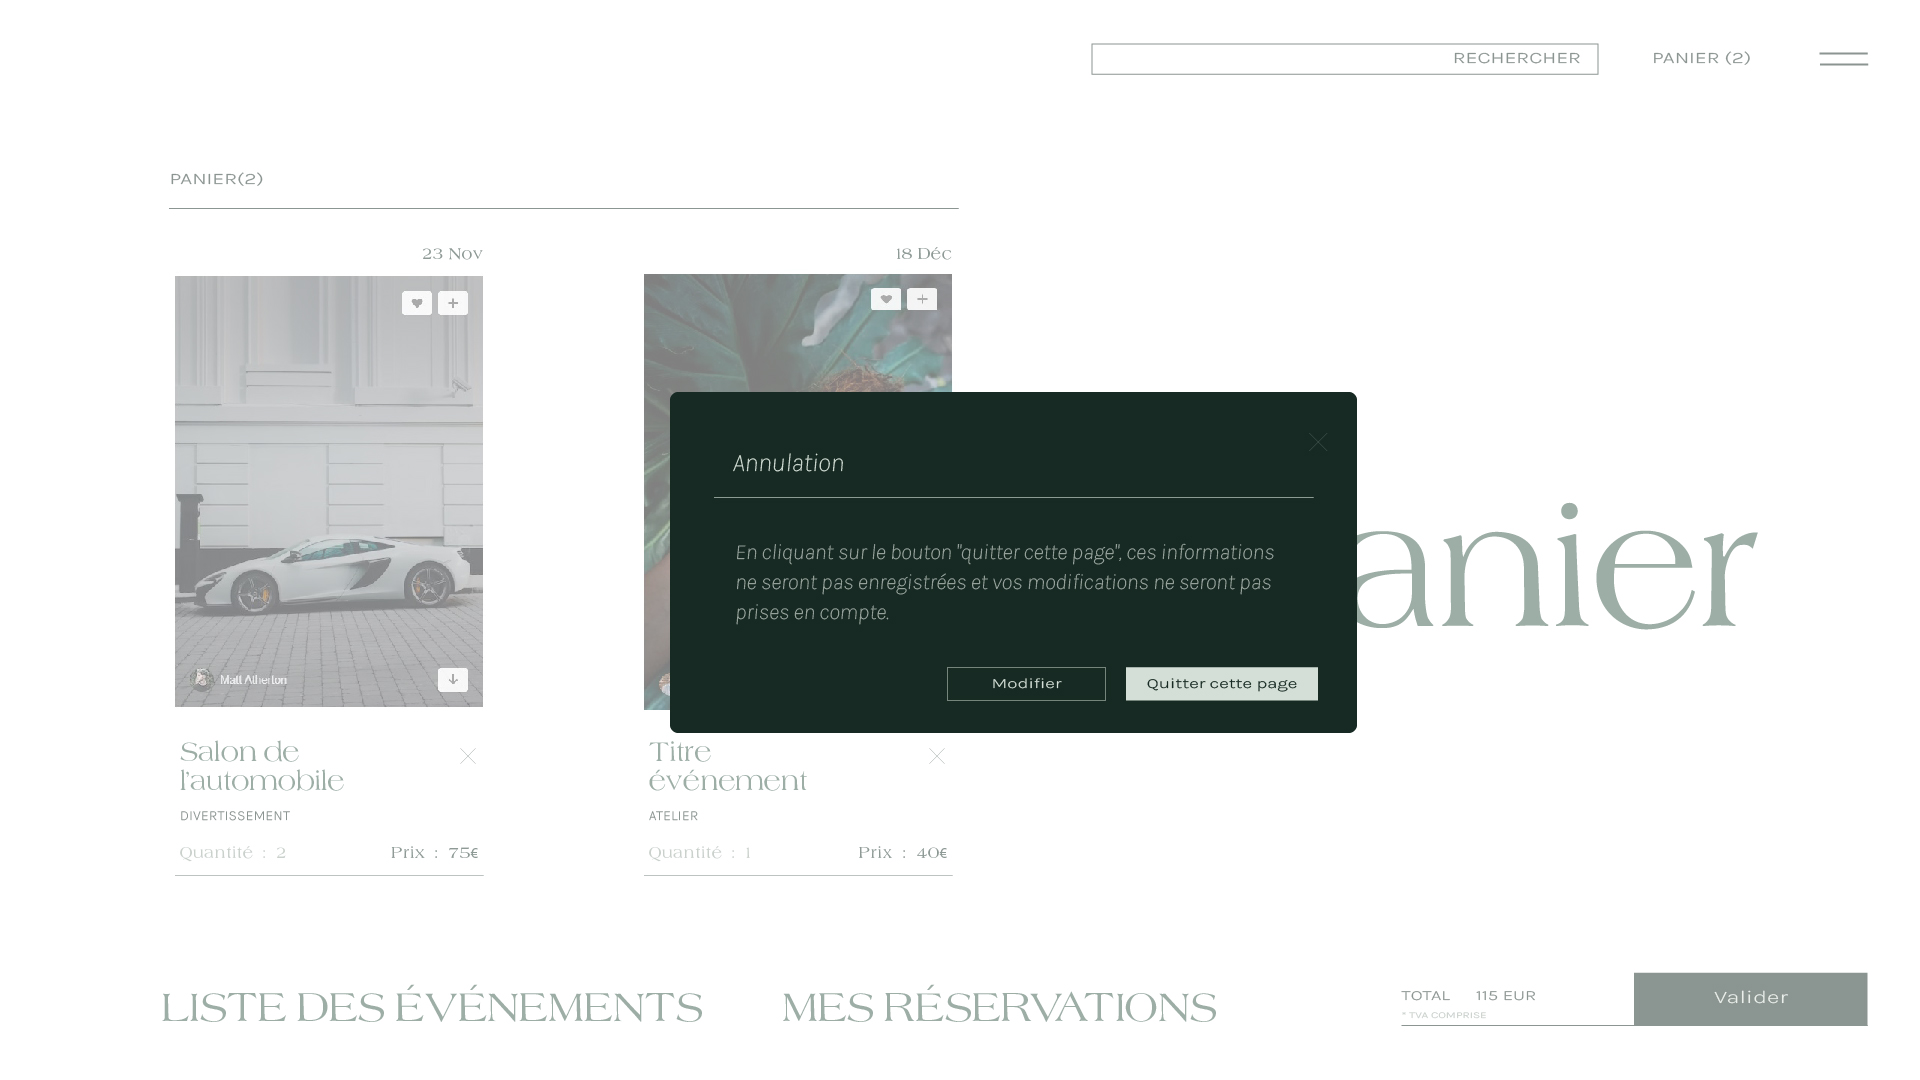 RECHERCHER
PANIER (2)
PANIER(2)
23 Nov
18 Déc
Matt Atherton
Annulation
En cliquant sur le bouton "quitter cette page", ces informations
ne seront pas enregistrées et vos modifications ne seront pas
prises en compte.
Modifier
Quitter cette page
anier
Salon de
l'automobile
DIVERTISSEMENT
Quantité : 2
Prix : 75€
Titre
événement
ATELIER
Quantité : 1
Prix : 40€
LISTE DES ÉVÉNEMENTS
MES RÉSERVATIONS
TOTAL 115 EUR
* TVA COMPRISE
Valider